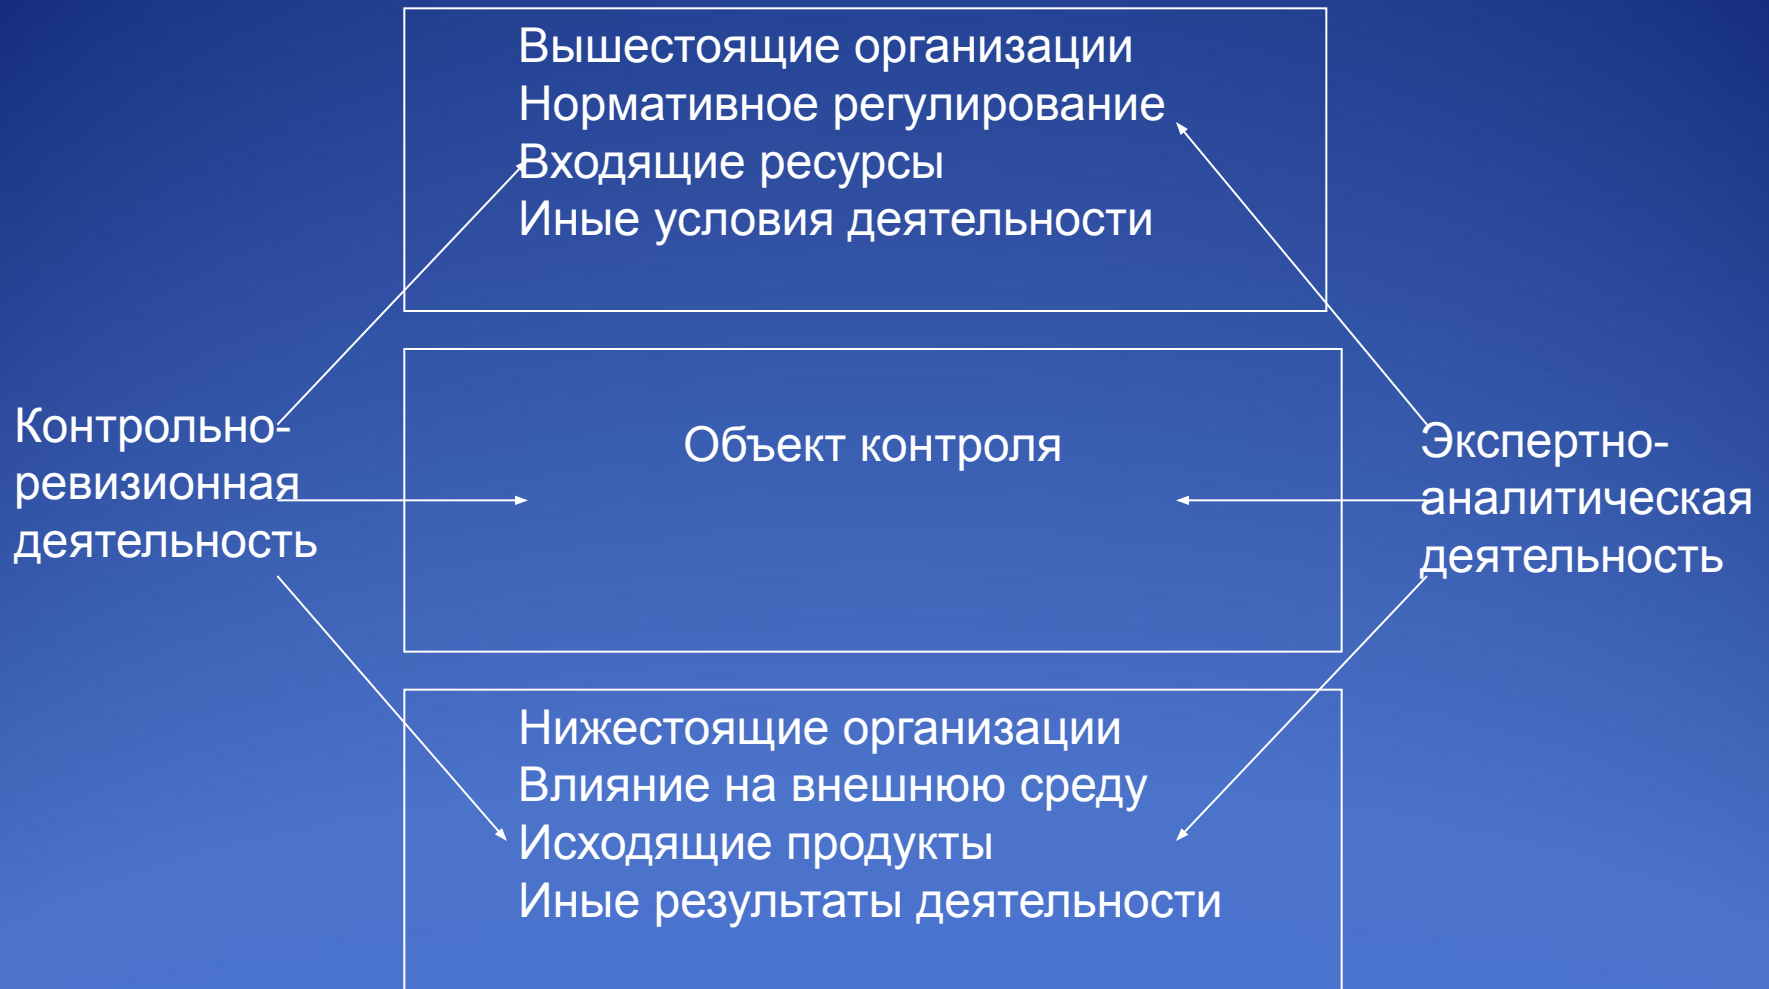 Вышестоящие организации
Нормативное регулирование
Входящие ресурсы
Иные условия деятельности
Контрольно-
ревизионная
деятельность
Объект контроля
Экспертно-
аналитическая
деятельность
Нижестоящие организации
Влияние на внешнюю среду
Исходящие продукты
Иные результаты деятельности